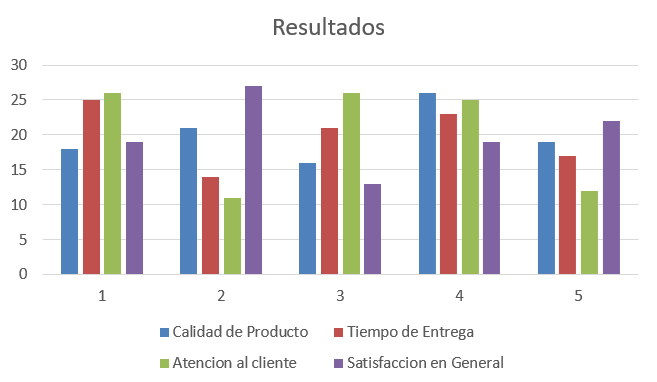 Resultados
30
25
20
15
10
5
0
1 2 3 4 5
Calidad de Producto Tiempo de Entrega
Atencion al cliente Satisfaccion en General